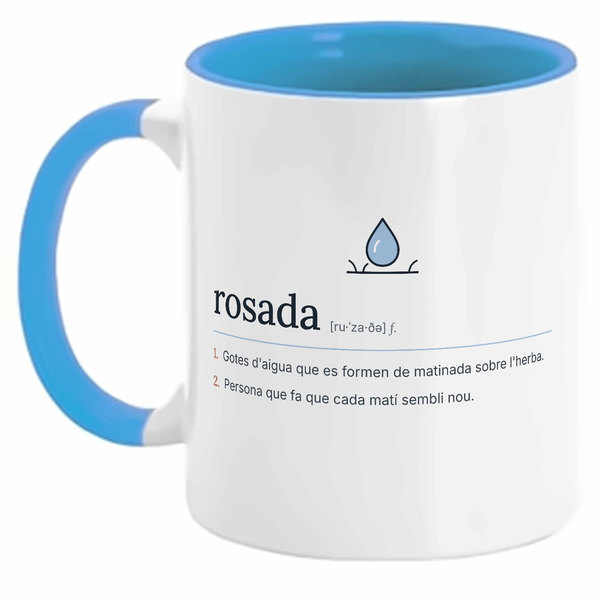 rosada [ru·'za·ðə] f.
1. Gotes d'aigua que es formen de matinada sobre l'herba.
2. Persona que fa que cada matí sembli nou.